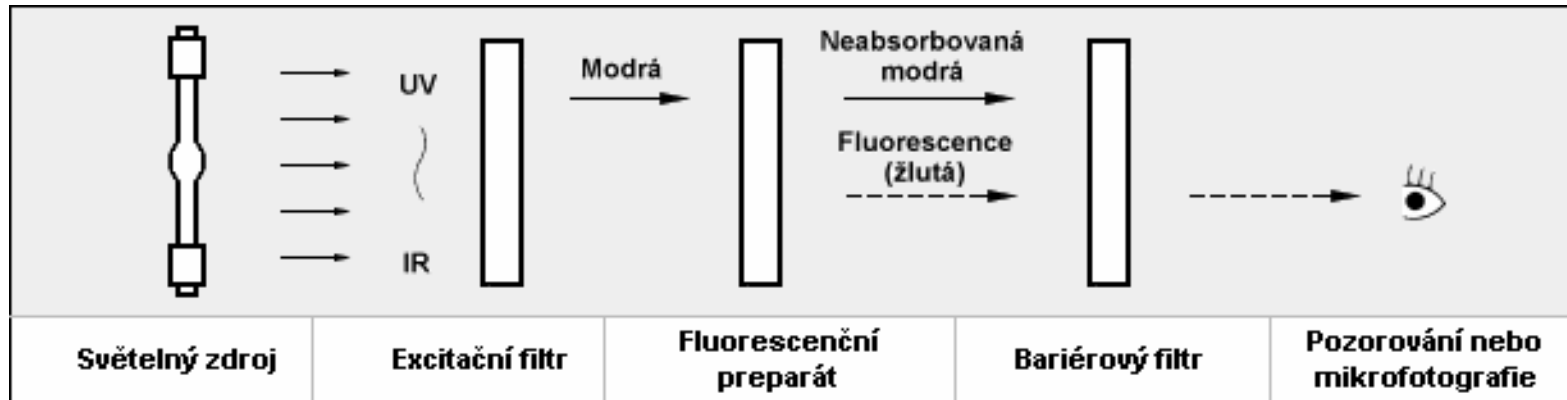 UV
IR
Modrá
Neabsorbovaná
modrá
Fluorescence
(žlutá)
Světelný zdroj
Excitační filtr
Fluorescenční
preparát
Bariérový filtr
Pozorování nebo
mikrofotografie